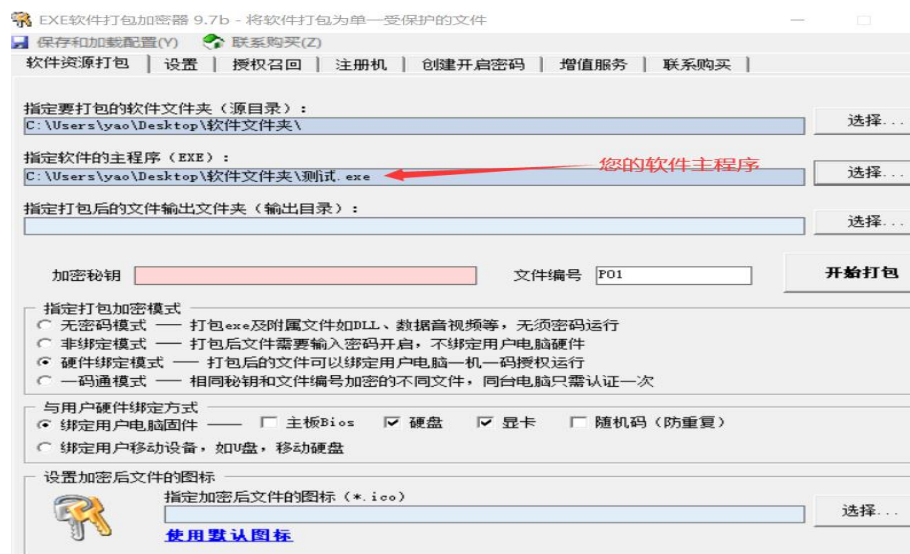 EXE软件打包加密器 9.7b - 将软件打包为单一受保护的文件
保存和加载配置(Y) 联系购买(Z)
软件资源打包 设置 授权召回 注册机 创建开启密码 增值服务 联系购买
指定要打包的软件文件夹（源目录）：
C:\Users\yao\Desktop\软件文件夹\ 选择...
指定软件的主程序（EXE）：
您的软件主程序
C:\Users\yao\Desktop\软件文件夹\测试.exe 选择...
指定打包后的文件输出文件夹（输出目录）：
选择...
加密秘钥 文件编号 P01 开始打包
指定打包加密模式
无密码模式 —— 打包exe及附属文件如DLL、数据音视频等，无须密码运行
非绑定模式 —— 打包后文件需要输入密码开启，不绑定用户电脑硬件
硬件绑定模式 —— 打包后的文件可以绑定用户电脑一机一码授权运行
一码通模式 —— 相同秘钥和文件编号加密的不同文件，同台电脑只需认证一次
与用户硬件绑定方式
绑定用户电脑固件 —— 主板Bios 硬盘 显卡 随机码（防重复）
绑定用户移动设备，如U盘，移动硬盘
设置加密后文件的图标
指定加密后文件的图标（*.ico）
选择...
使用默认图标